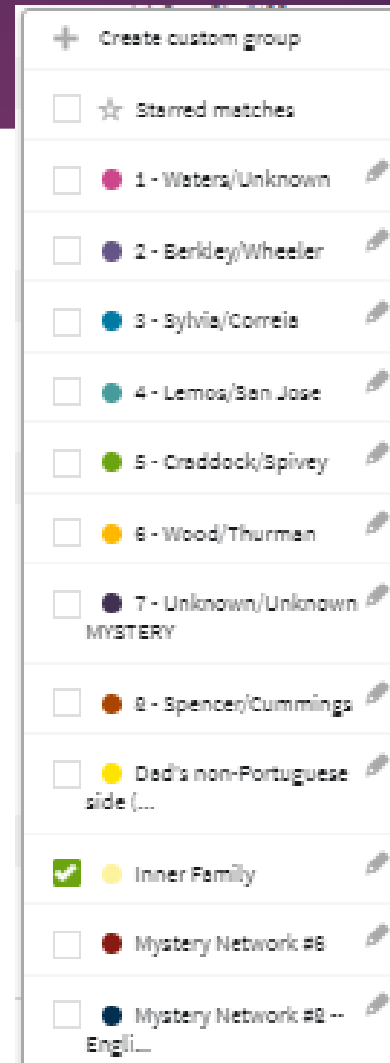 Create custom group
Starred matches
1 - Waters/Unknown
2 - Berkley/Wheeler
3 - Sylvia/Correia
4 - Lemos/San Jose
5 - Craddock/Spivey
6 - Wood/Thurman
7 - Unknown/Unknown
MYSTERY
8 - Spencer/Cummings
Dad's non-Portuguese
side (...
Inner Family
Mystery Network #6
Mystery Network #8 --
Engli...